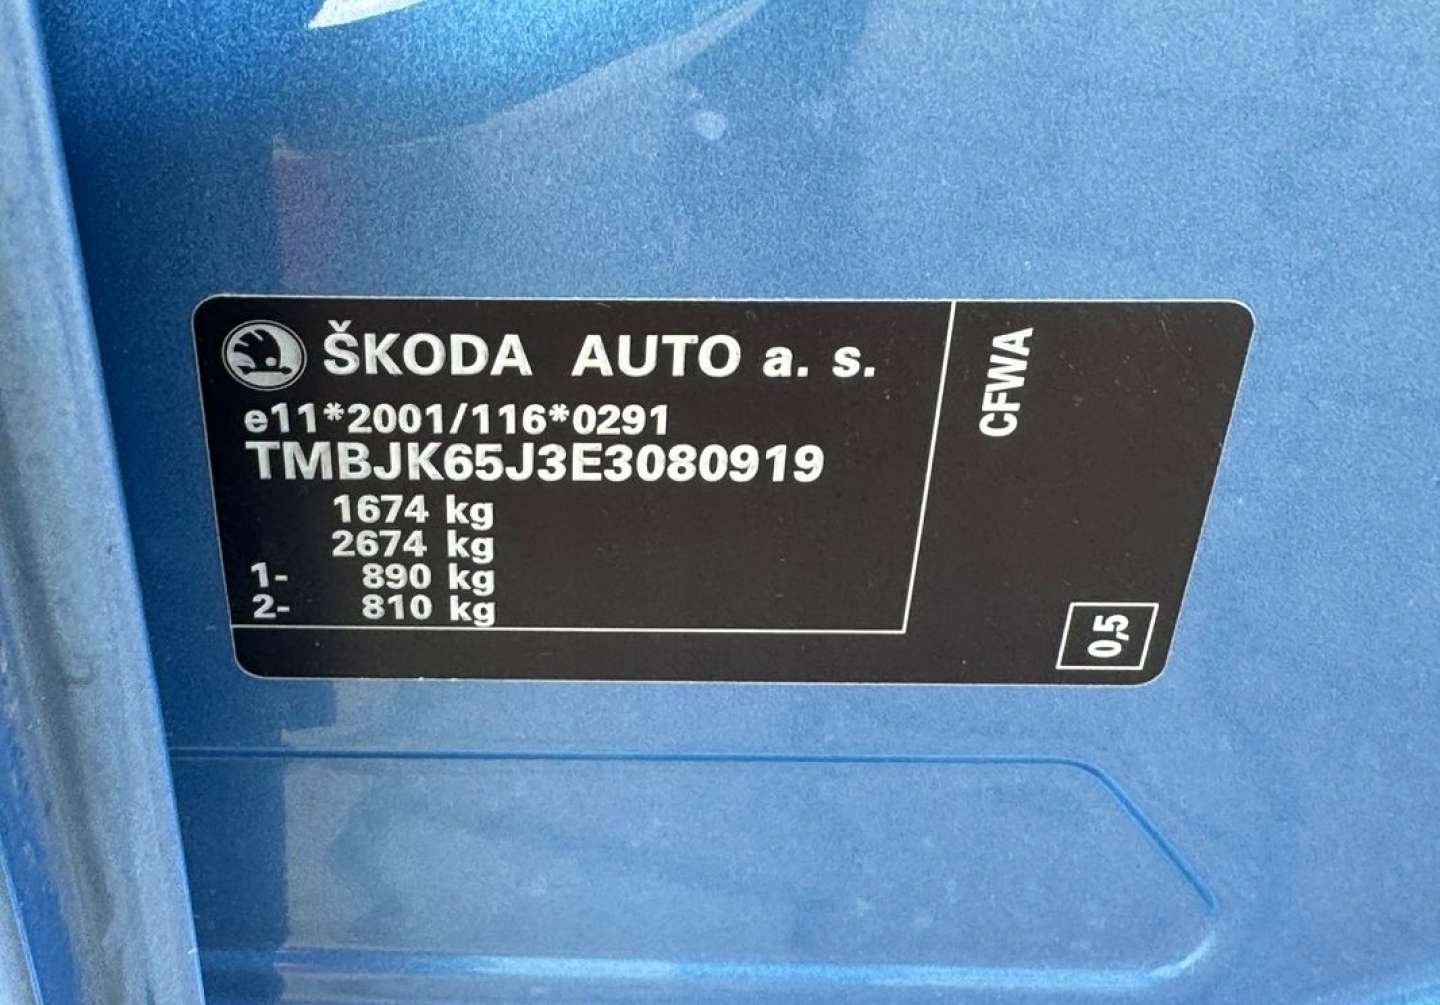 ŠKODA AUTO a. s.
e11*2001/116*0291
TMBJK65J3E3080919
1674 kg
2674 kg
1- 890 kg
2- 810 kg
CFWA
0,5